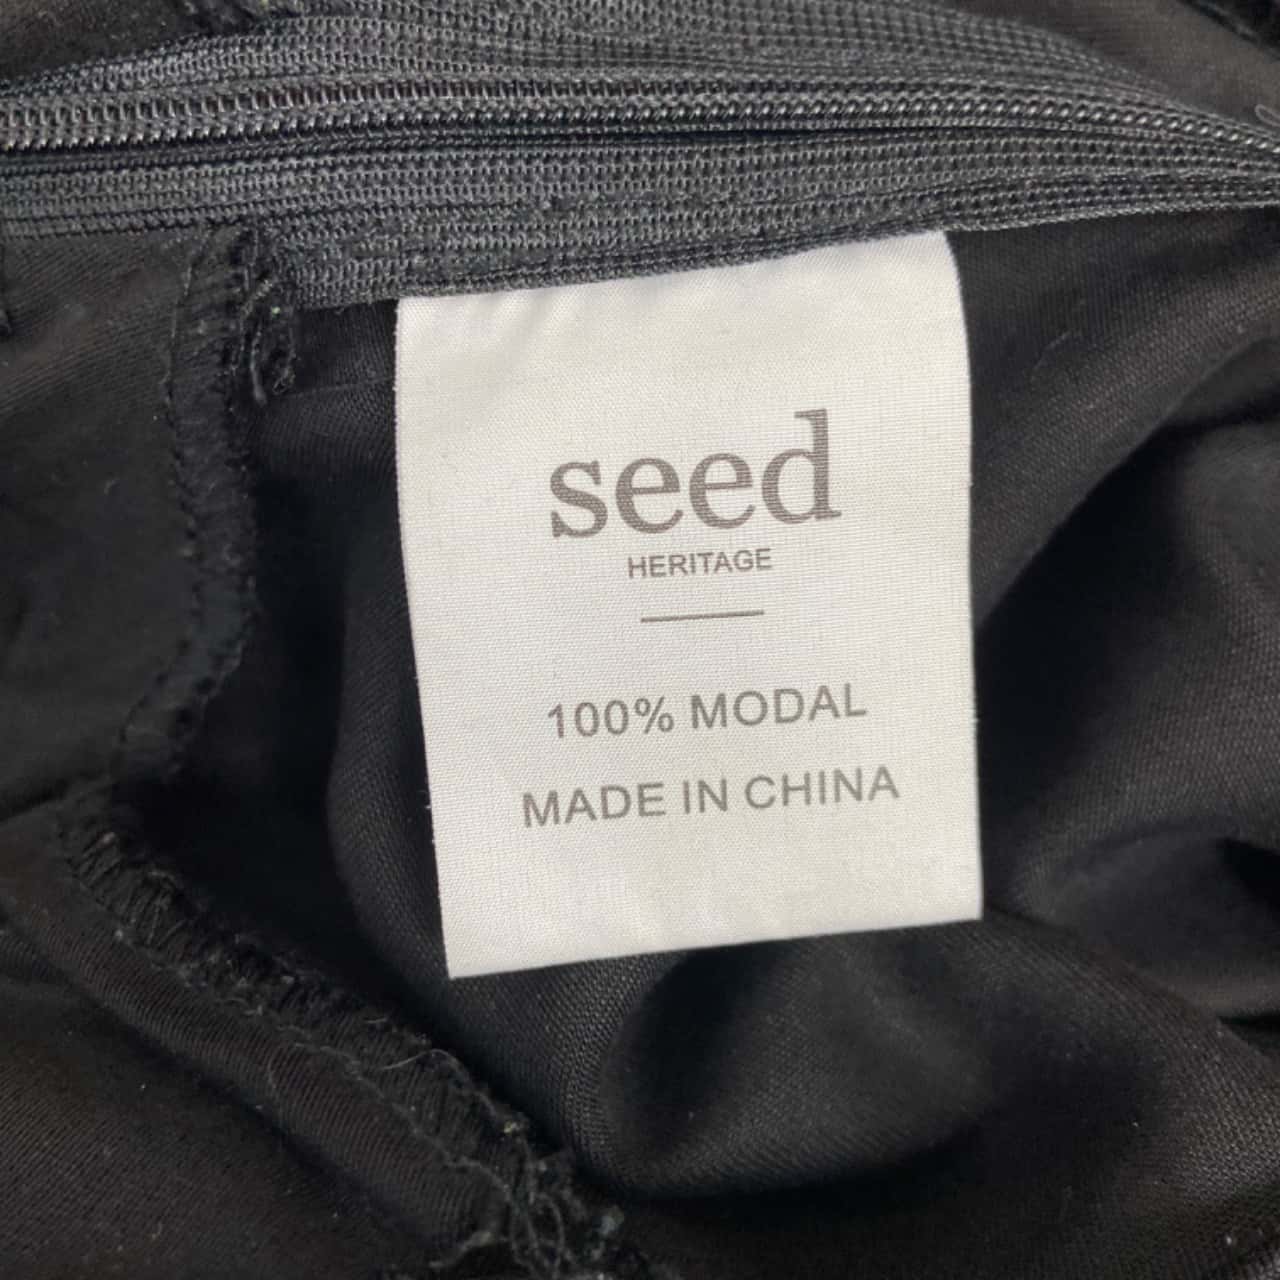 seed
HERITAGE
100% MODAL
MADE IN CHINA